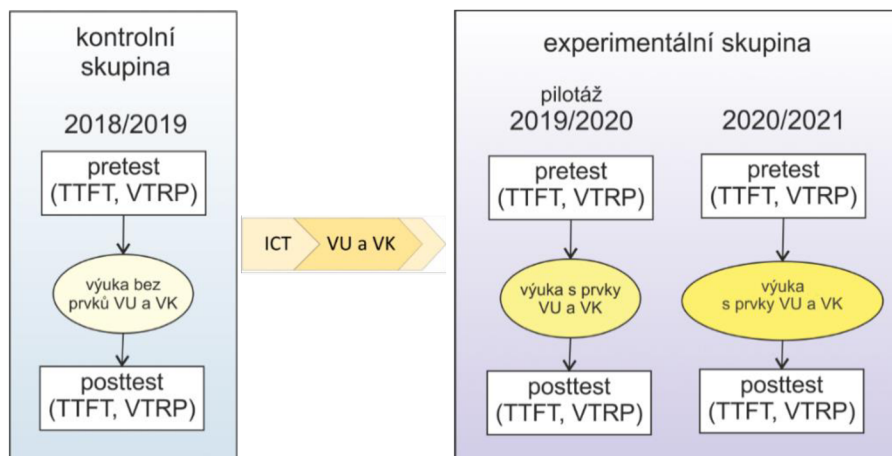 kontrolní
skupina
2018/2019
pretest
(TTFT, VTRP)
výuka bez
prvků VU a VK
posttest
(TTFT, VTRP)
ICT
VU a VK
experimentální skupina
pilotáž
2019/2020
pretest
(TTFT, VTRP)
výuka s prvky
VU a VK
posttest
(TTFT, VTRP)
2020/2021
pretest
(TTFT, VTRP)
výuka
s prvky VU a VK
posttest
(TTFT, VTRP)